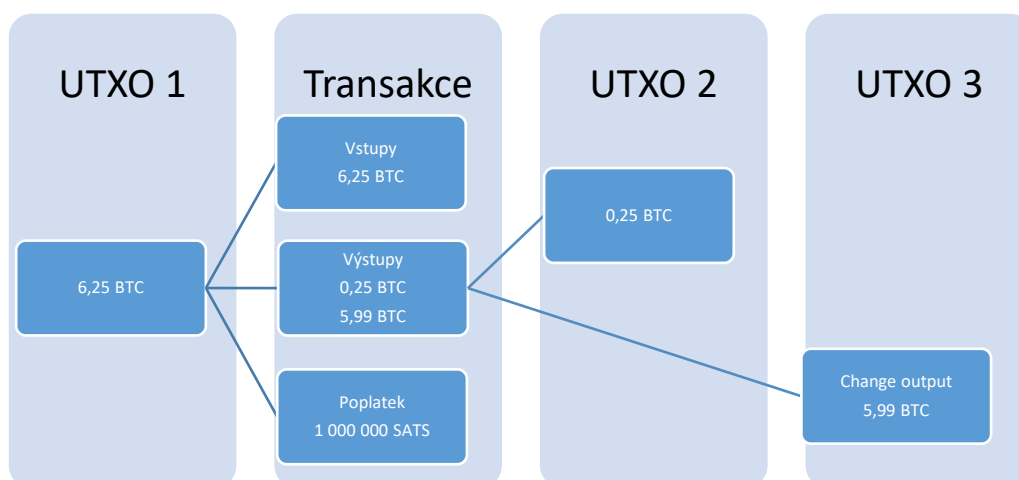 UTXO 1
6,25 BTC
Transakce
Vstupy
6,25 BTC
Výstupy
0,25 BTC
5,99 BTC
Poplatek
1 000 000 SATS
UTXO 2
0,25 BTC
UTXO 3
Change output
5,99 BTC